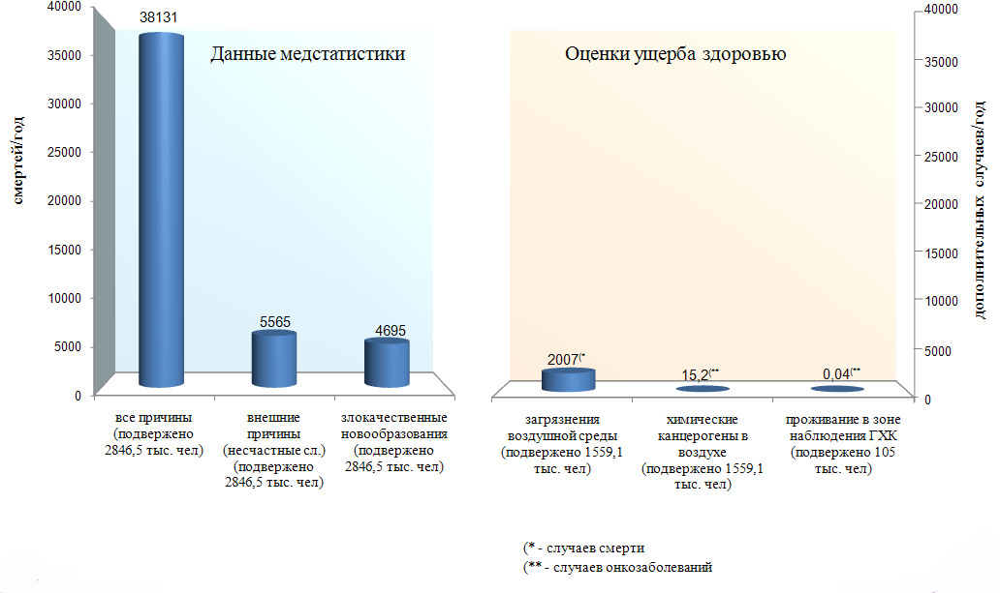 Данные медстатистики
смертей/год
40000
35000
30000
25000
20000
15000
10000
5000
0
38131
5565
4695
все причины
(подвержено
2846,5 тыс. чел)
внешние
причины
(несчастные сл.)
(подвержено
2846,5 тыс. чел)
злокачественные
новообразования
(подвержено
2846,5 тыс. чел)
Оценки ущерба здоровью
2007(*
15,2(**
0,04(**
загрязнения
воздушной среды
(подвержено 1559,1
тыс. чел)
химические
канцерогены в
воздухе
(подвержено 1559,1
тыс. чел)
проживание в зоне
наблюдения ГХК
(подвержено 105
тыс. чел)
40000
35000
30000
25000
20000
15000
10000
5000
0
дополнительных случаев/год
(* - случаев смерти
(** - случаев онкозаболеваний